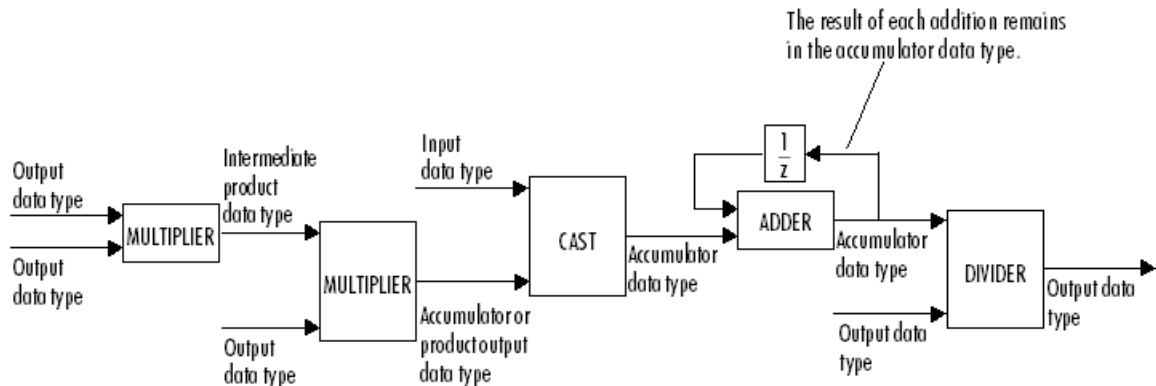 The result of each addition remains
in the accumulator data type.
Output
data type
Output
data type
MULTIPLIER
Intermediate
product
data type
Output
data type
MULTIPLIER
Input
data type
Accumulator or
product output
data type
CAST
Accumulator
data type
1
z
ADDER
Accumulator
data type
Output data
type
DIVIDER
Output data
type